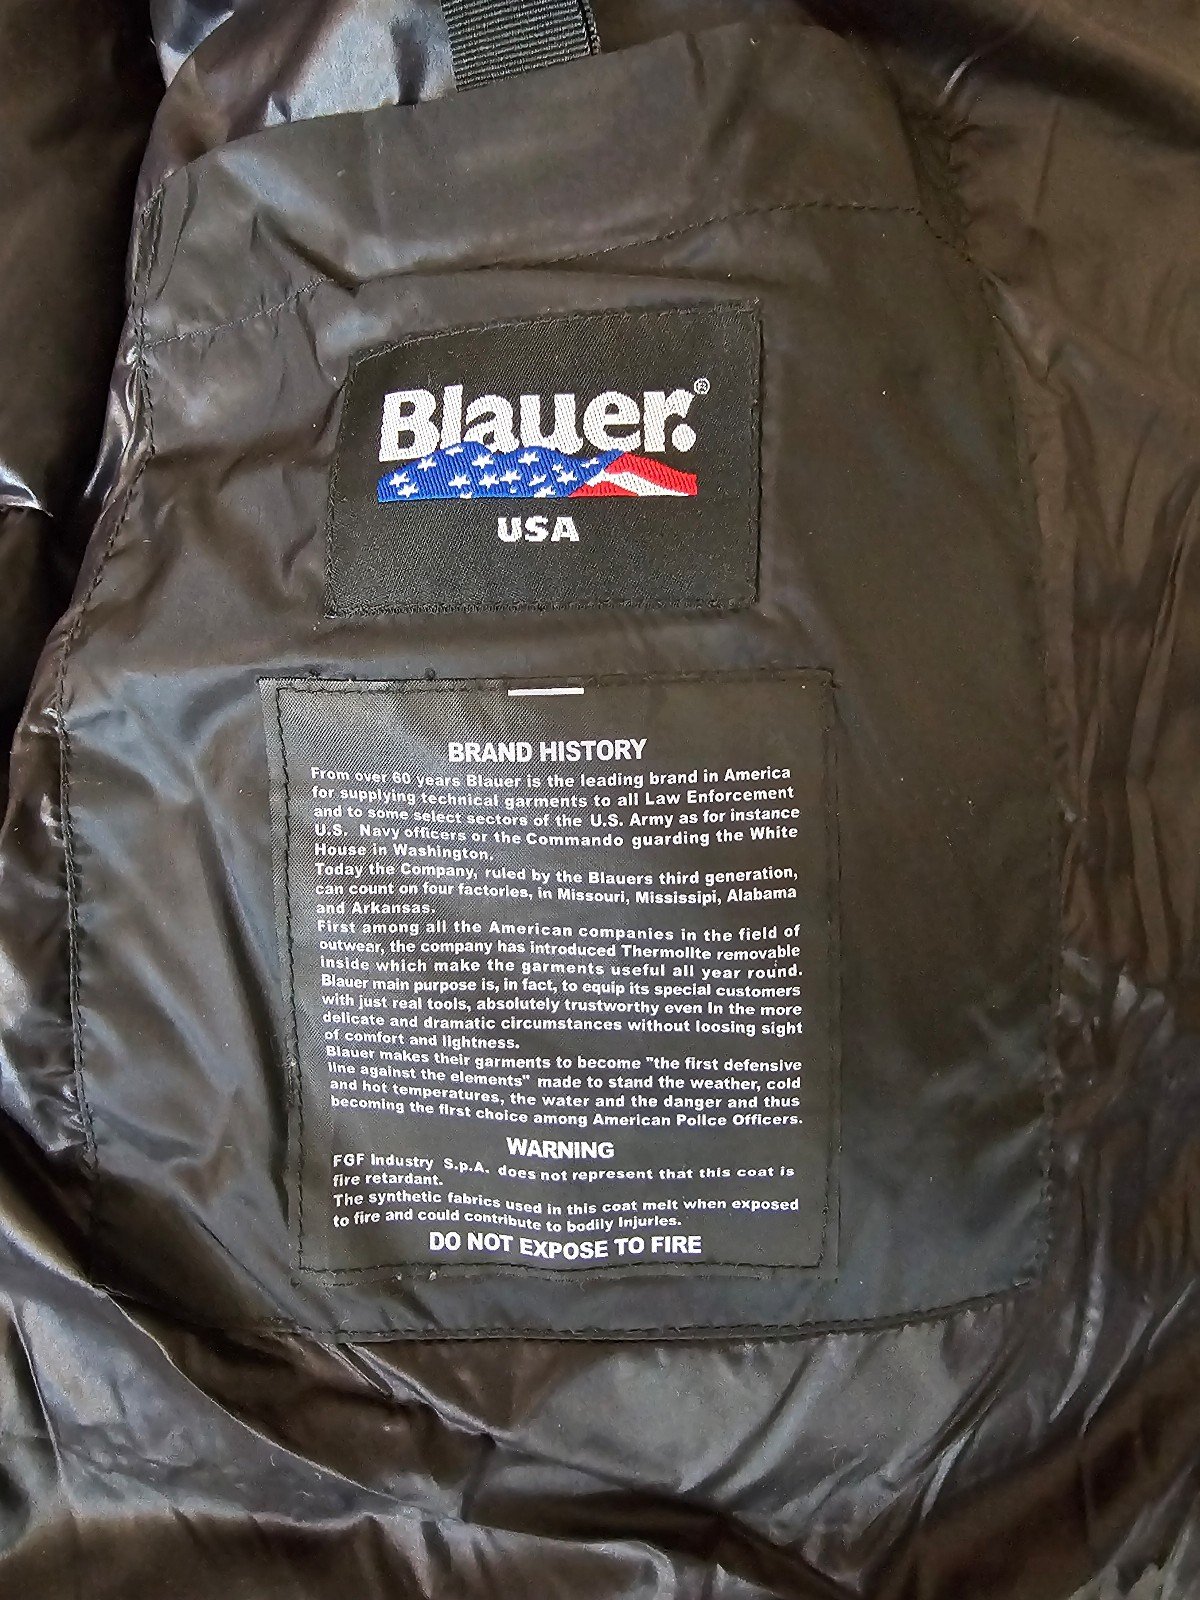 Blauer.®
USA
BRAND HISTORY
From over 60 years Blauer is the leading brand in America
for supplying technical garments to all Law Enforcement
and to some select sectors of the U.S. Army as for instance
U.S. Navy officers or the Commando guarding the White
House in Washington.
Today the Company, ruled by the Blauers third generation,
can count on four factories, in Missouri, Mississipi, Alabama
and Arkansas.
First among all the American companies in the field of
outwear, the company has introduced Thermolite removable
inside which make the garments useful all year round.
Blauer main purpose is, in fact, to equip its special customers
with just real tools, absolutely trustworthy even in the more
delicate and dramatic circumstances without loosing sight
of comfort and lightness.
Blauer makes their garments to become "the first defensive
line against the elements" made to stand the weather, cold
and hot temperatures, the water and the danger and thus
becoming the first choice among American Police Officers.
WARNING
FGF Industry S.p.A. does not represent that this coat is
fire retardant.
The synthetic fabrics used in this coat melt when exposed
to fire and could contribute to bodily injuries.
DO NOT EXPOSE TO FIRE